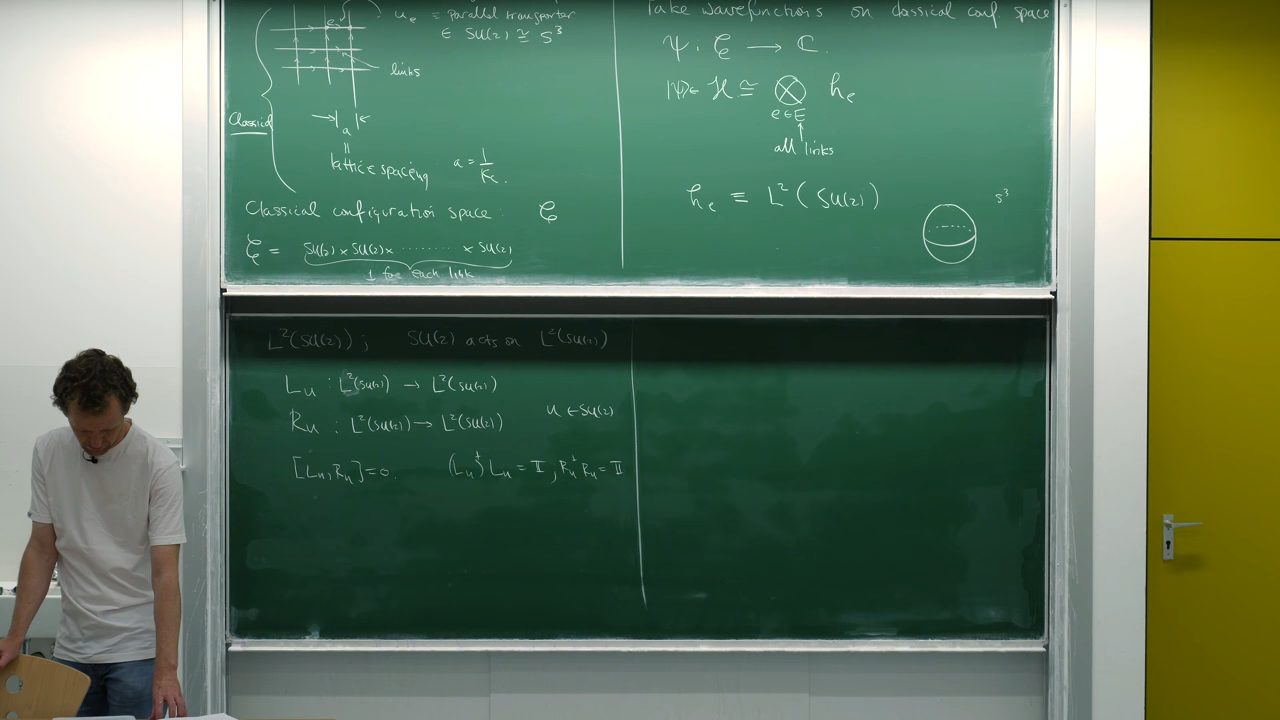 u_e = parallel transporter
∈ SU(2) ≅ S³
links
Classical
→| |←
a
||
lattice spacing a = 1/K_c.
Classical configuration space: 𝒞
𝒞 = SU(2) × SU(2) × ........ × SU(2)
1 for each link
Take wavefunctions on classical conf space
Ψ : 𝒞 → ℂ.
|Ψ⟩ ∈ ℋ ≅ ⊗ h_e
e∈E
↑
all links
h_e ≡ L²(SU(2))
S³
L²(SU(2)); SU(2) acts on L²(SU(2))
L_u : L²(SU(2)) → L²(SU(2))
R_u : L²(SU(2)) → L²(SU(2))
u ∈ SU(2)
[L_u, R_u] = 0. (L_u†) L_u = 𝕀, R_u† R_u = 𝕀